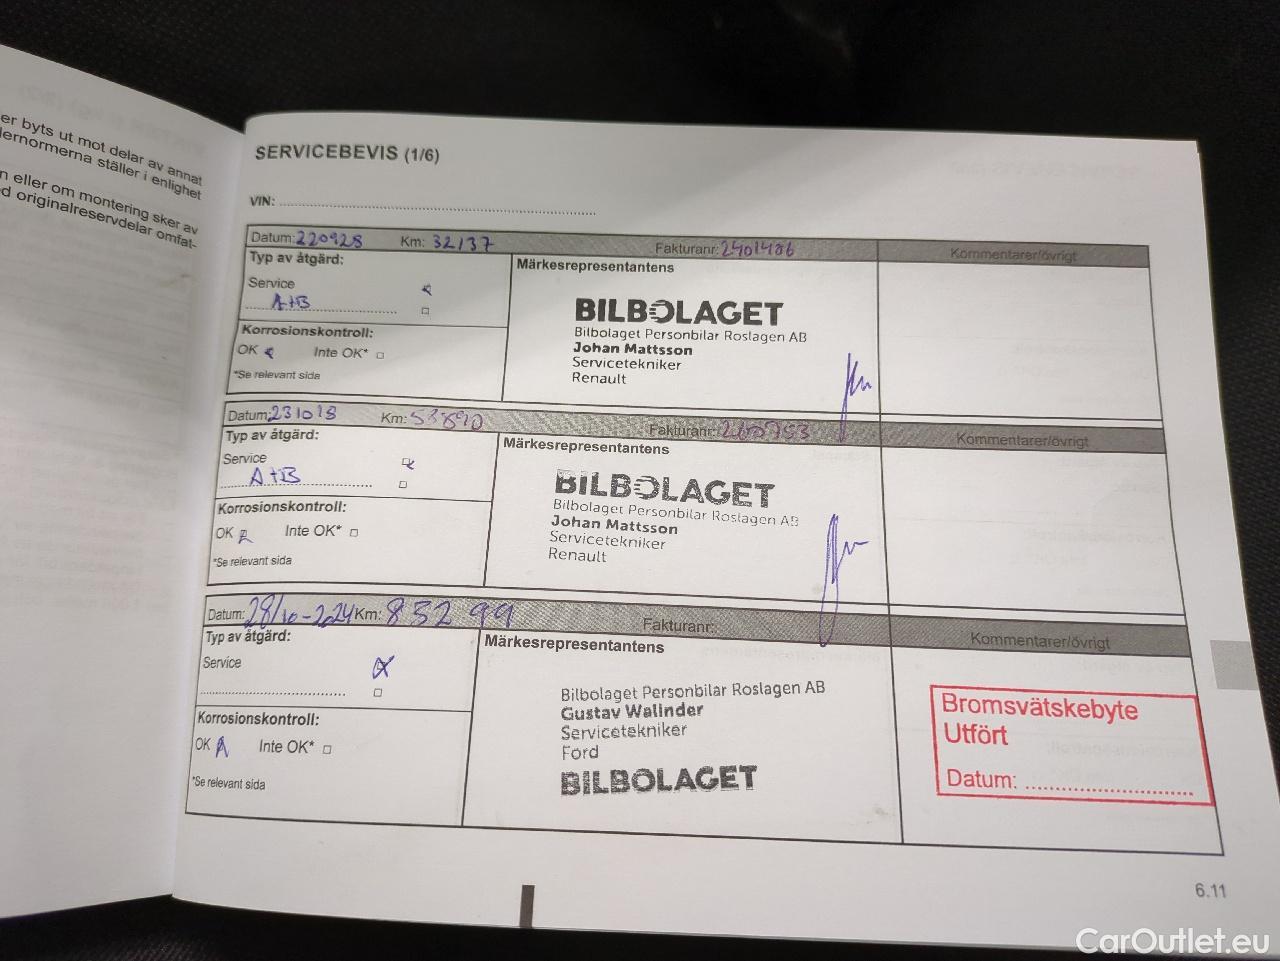 er byts ut mot delar av annat
lernormerna ställer i enlighet
n eller om montering sker av
d originalreservdelar omfat-
SERVICEBEVIS (1/6)
VIN:
Datum: 220928 Km: 32137 Fakturanr: 2401486 Kommentarer/övrigt
Typ av åtgärd:
Märkesrepresentantens
Service
A+B
BILBOLAGET
Bilbolaget Personbilar Roslagen AB
Johan Mattsson
Servicetekniker
Renault
Korrosionskontroll:
OK Inte OK*
*Se relevant sida
Datum: 231018 Km: 53890 Fakturanr: Kommentarer/övrigt
Typ av åtgärd:
Märkesrepresentantens
Service
A+B
BILBOLAGET
Bilbolaget Personbilar Roslagen AB
Johan Mattsson
Servicetekniker
Renault
Korrosionskontroll:
OK Inte OK*
*Se relevant sida
Datum: 28/10-2024 Km: 85299 Fakturanr: Kommentarer/övrigt
Typ av åtgärd:
Märkesrepresentantens
Service
Bilbolaget Personbilar Roslagen AB
Gustav Walinder
Servicetekniker
Ford
BILBOLAGET
Korrosionskontroll:
OK Inte OK*
*Se relevant sida
Bromsvätskebyte
Utfört
Datum:
6.11
CarOutlet.eu